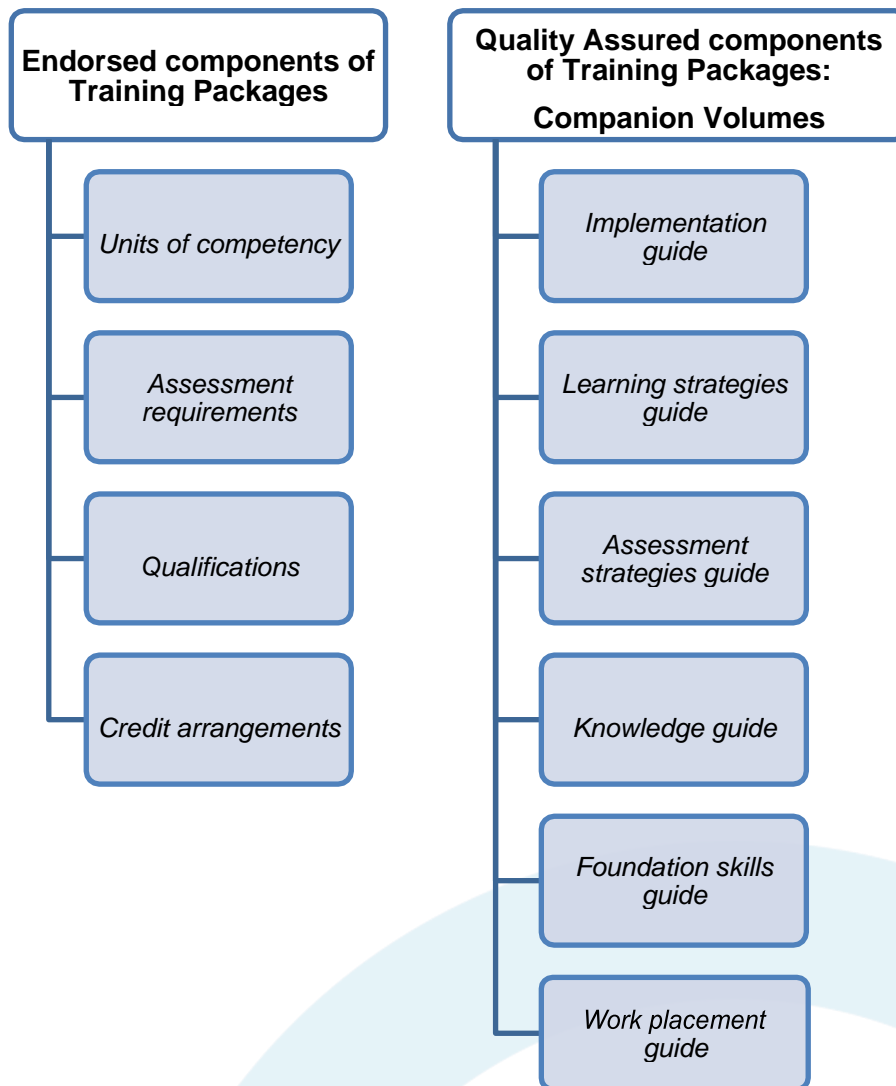 Endorsed components of
Training Packages
Units of competency
Assessment
requirements
Qualifications
Credit arrangements
Quality Assured components
of Training Packages:
Companion Volumes
Implementation
guide
Learning strategies
guide
Assessment
strategies guide
Knowledge guide
Foundation skills
guide
Work placement
guide